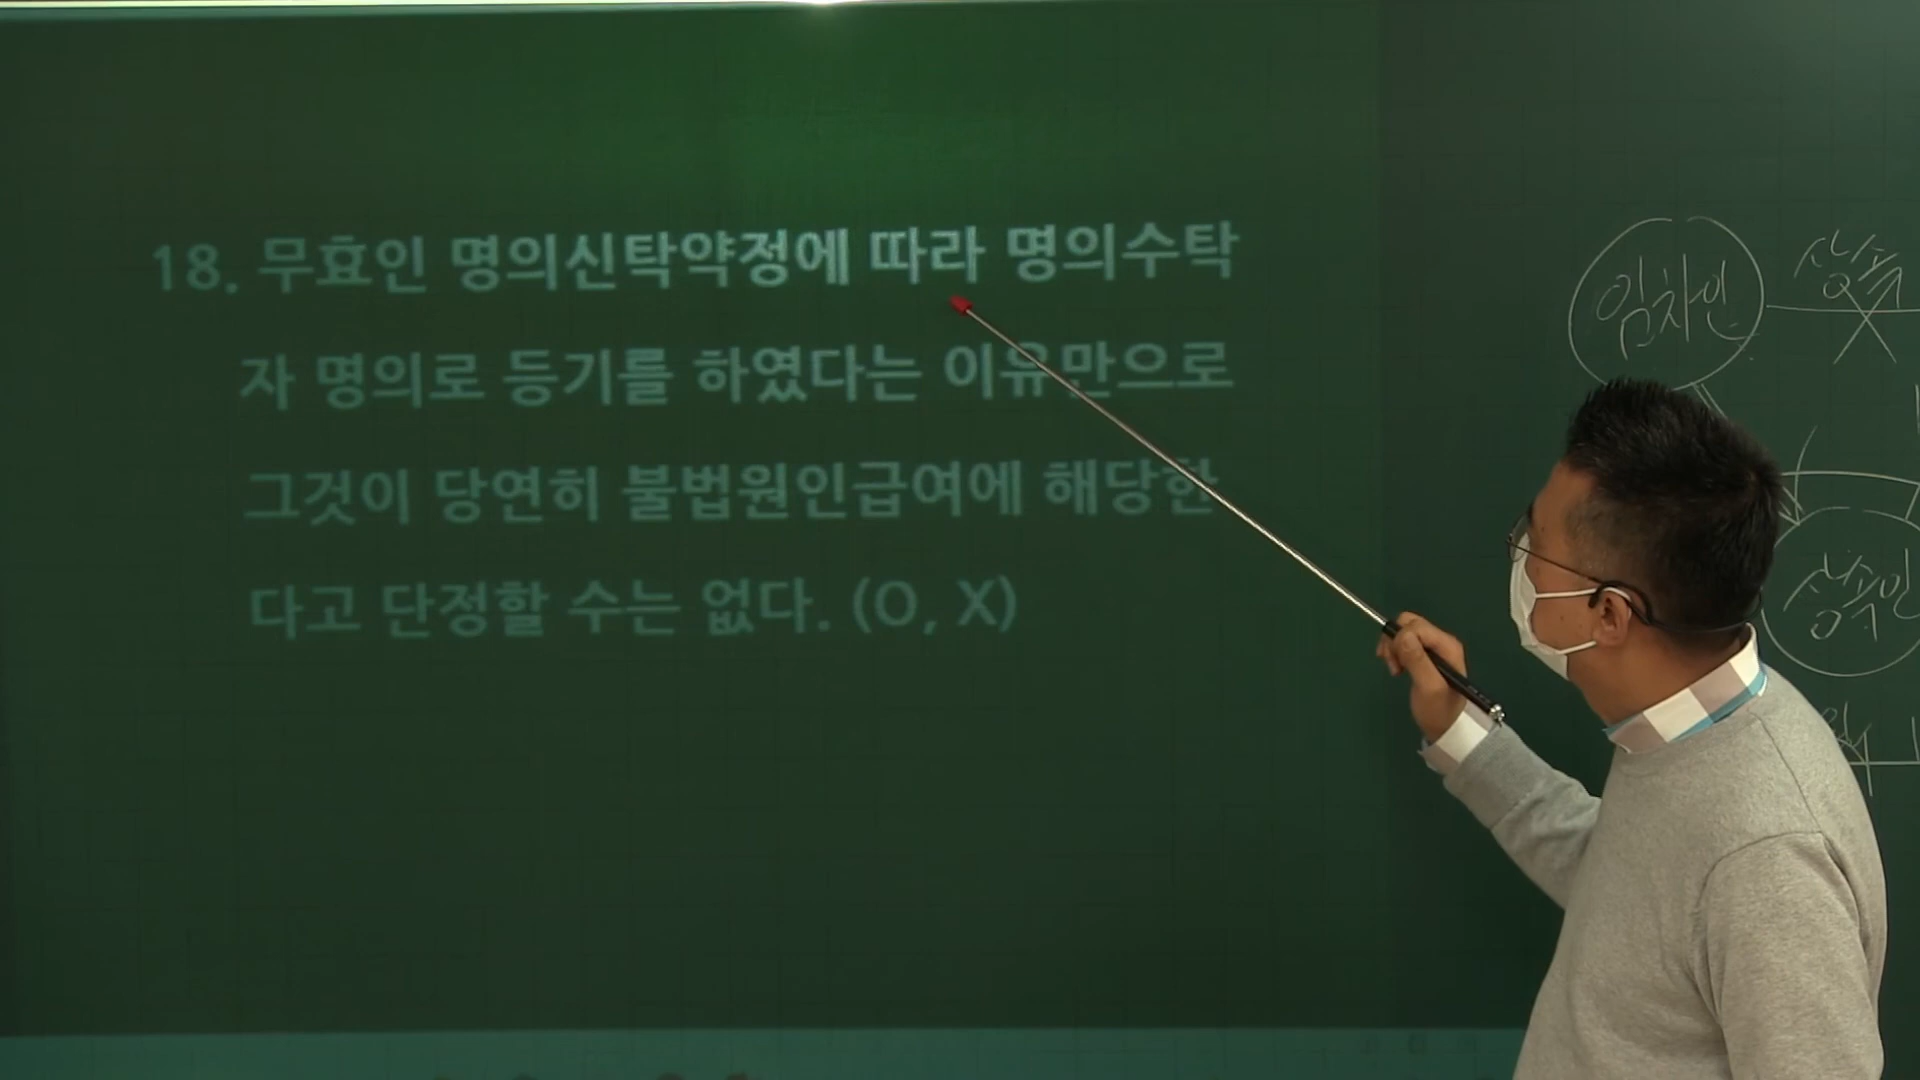 18. 무효인 명의신탁약정에 따라 명의수탁
자 명의로 등기를 하였다는 이유만으로
그것이 당연히 불법원인급여에 해당한
다고 단정할 수는 없다. (O, X)
임차인
상속
상속인